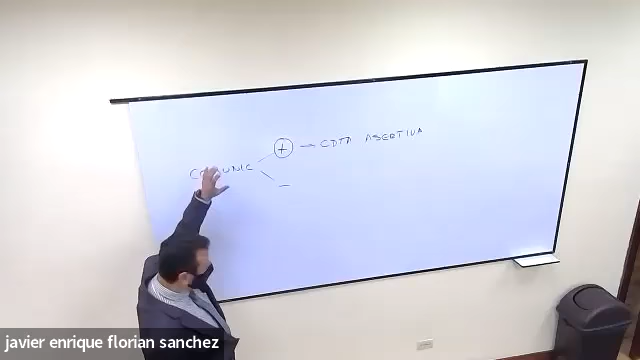 + → CDTA ASERTIVA
COMUNIC
-
javier enrique florian sanchez